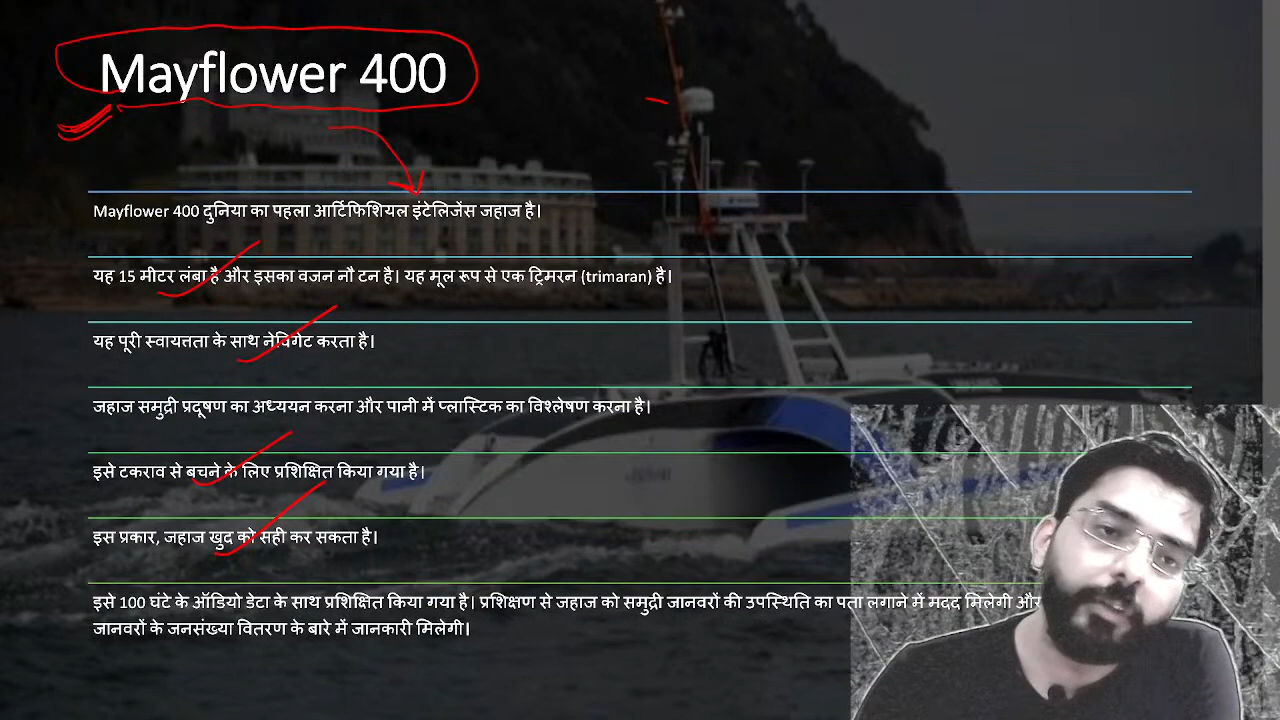 Mayflower 400
Mayflower 400 दुनिया का पहला आर्टिफिशियल इंटेलिजेंस जहाज है।
यह 15 मीटर लंबा है और इसका वजन नौ टन है। यह मूल रूप से एक ट्रिमरन (trimaran) है।
यह पूरी स्वायत्तता के साथ नेविगेट करता है।
जहाज समुद्री प्रदूषण का अध्ययन करना और पानी में प्लास्टिक का विश्लेषण करना है।
इसे टकराव से बचने के लिए प्रशिक्षित किया गया है।
इस प्रकार, जहाज खुद को सही कर सकता है।
इसे 100 घंटे के ऑडियो डेटा के साथ प्रशिक्षित किया गया है। प्रशिक्षण से जहाज को समुद्री जानवरों की उपस्थिति का पता लगाने में मदद मिलेगी और
जानवरों के जनसंख्या वितरण के बारे में जानकारी मिलेगी।